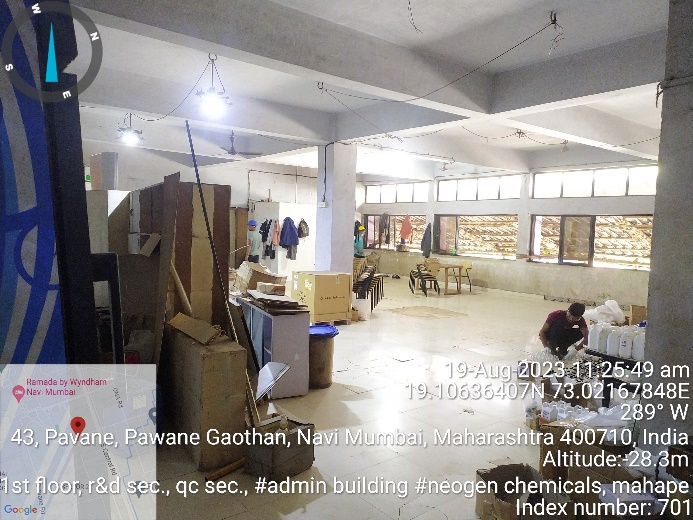 N
S
E
Ramada by Wyndham
Navi Mumbai
Google
19-Aug-2023 11:25:49 am
19.10636407N 73.02167848E
289° W
43, Pavane, Pawane Gaothan, Navi Mumbai, Maharashtra 400710, India
Altitude:-28.3m
1st floor, r&d sec., qc sec., #admin building #neogen chemicals, mahape
Index number: 701